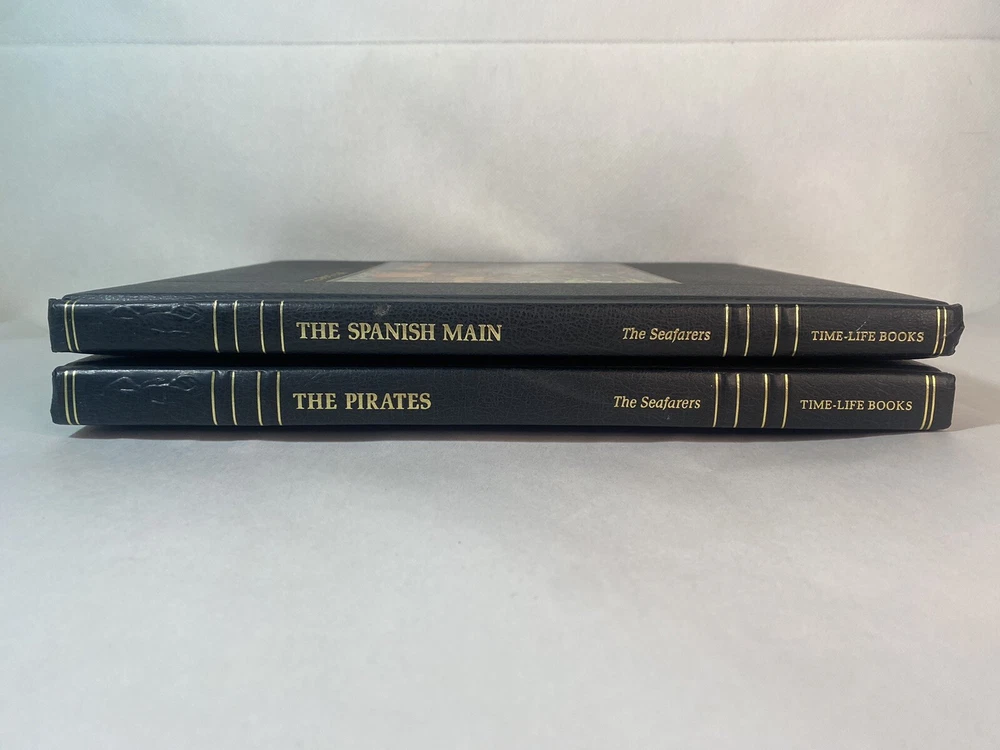 THE SPANISH MAIN The Seafarers TIME-LIFE BOOKS
THE PIRATES The Seafarers TIME-LIFE BOOKS